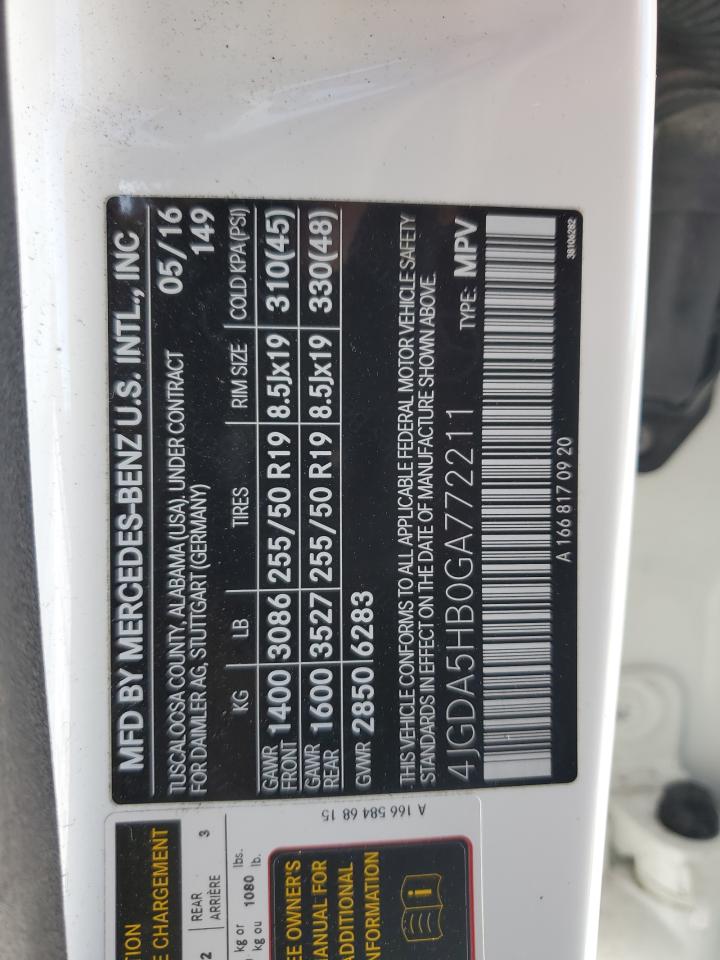 MFD BY MERCEDES-BENZ U.S. INTL., INC
TUSCALOOSA COUNTY, ALABAMA (USA). UNDER CONTRACT 05/16
FOR DAIMLER AG, STUTTGART (GERMANY) 149
KG LB TIRES RIM SIZE COLD KPA(PSI)
GAWR FRONT 1400 3086 255/50 R19 8.5Jx19 310(45)
GAWR REAR 1600 3527 255/50 R19 8.5Jx19 330(48)
GVWR 2850 6283
THIS VEHICLE CONFORMS TO ALL APPLICABLE FEDERAL MOTOR VEHICLE SAFETY
STANDARDS IN EFFECT ON THE DATE OF MANUFACTURE SHOWN ABOVE.
4JGDA5HB0GA772211 TYPE: MPV
A 166 817 09 20
38106282
A 166 584 68 15
E CHARGEMENT
2 REAR 3
ARRIÈRE
kg or 1080 lbs.
kg ou lb.
OWNER'S
FOR